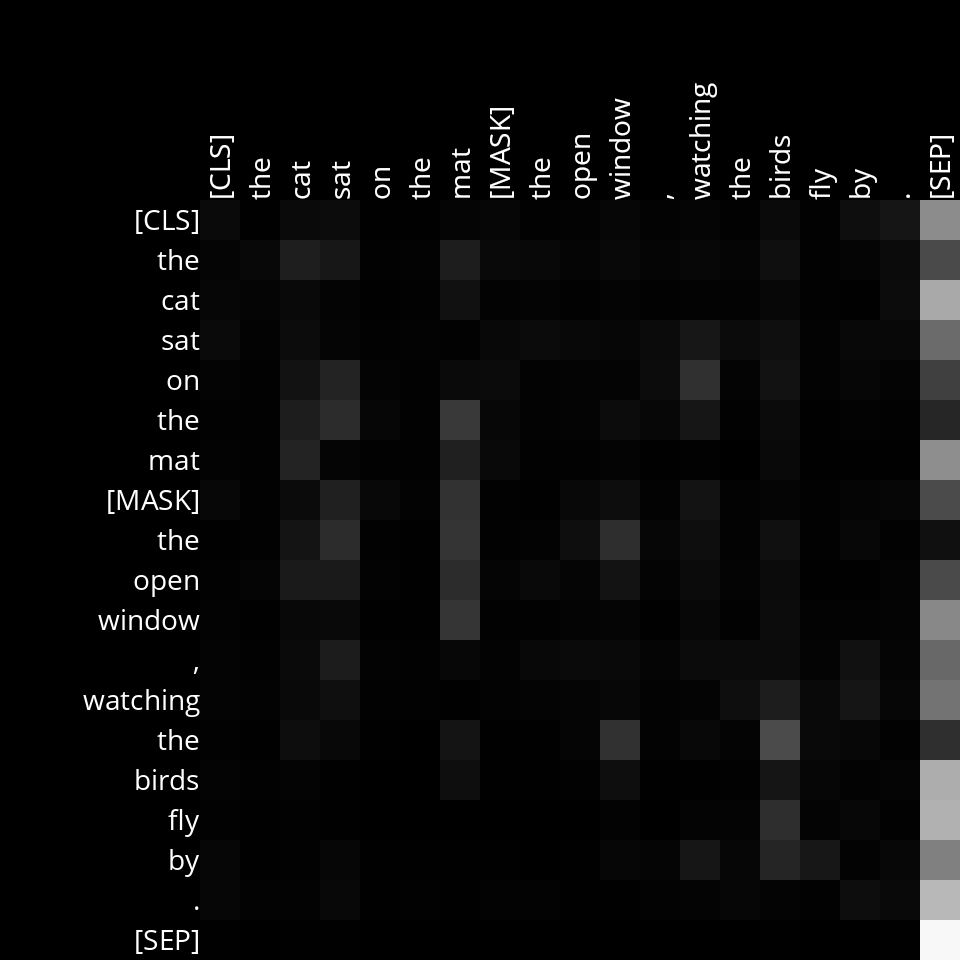 [CLS] the cat sat on the mat [MASK] the open window , watching the birds fly by . [SEP]
[CLS]
the
cat
sat
on
the
mat
[MASK]
the
open
window
,
watching
the
birds
fly
by
.
[SEP]